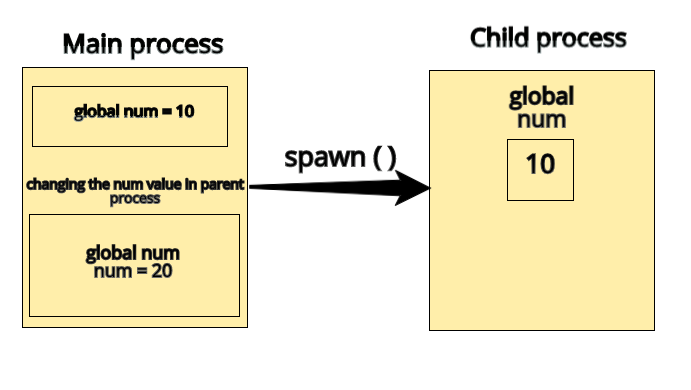 Main process
global num = 10
changing the num value in parent
process
global num
num = 20
spawn ( )
Child process
global
num
10